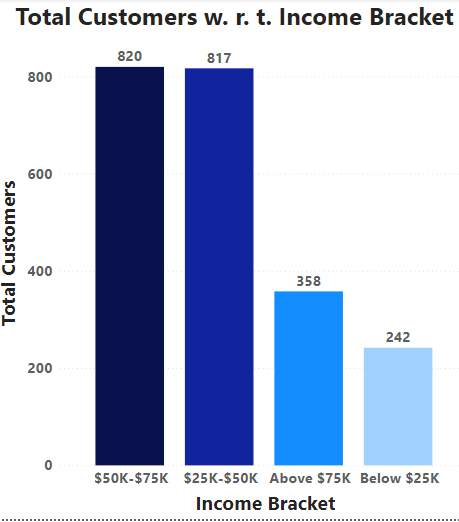 Total Customers w. r. t. Income Bracket
820
817
800
600
400
358
242
200
0
Total Customers
$50K-$75K $25K-$50K Above $75K Below $25K
Income Bracket